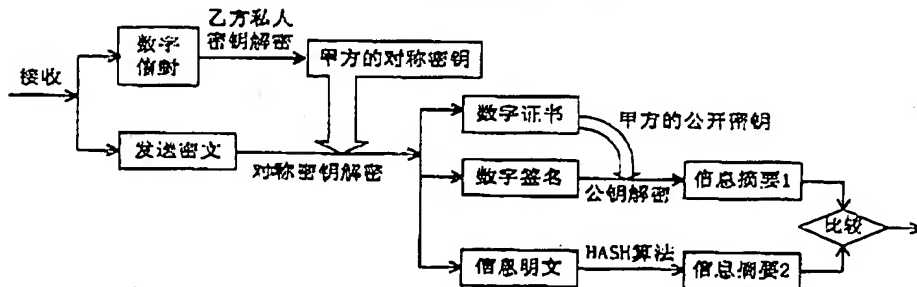 接收
数字
信封
乙方私人
密钥解密
甲方的对称密钥
发送密文
对称密钥解密
数字证书
甲方的公开密钥
数字签名
公钥解密
信息摘要1
信息明文
HASH算法
信息摘要2
比较